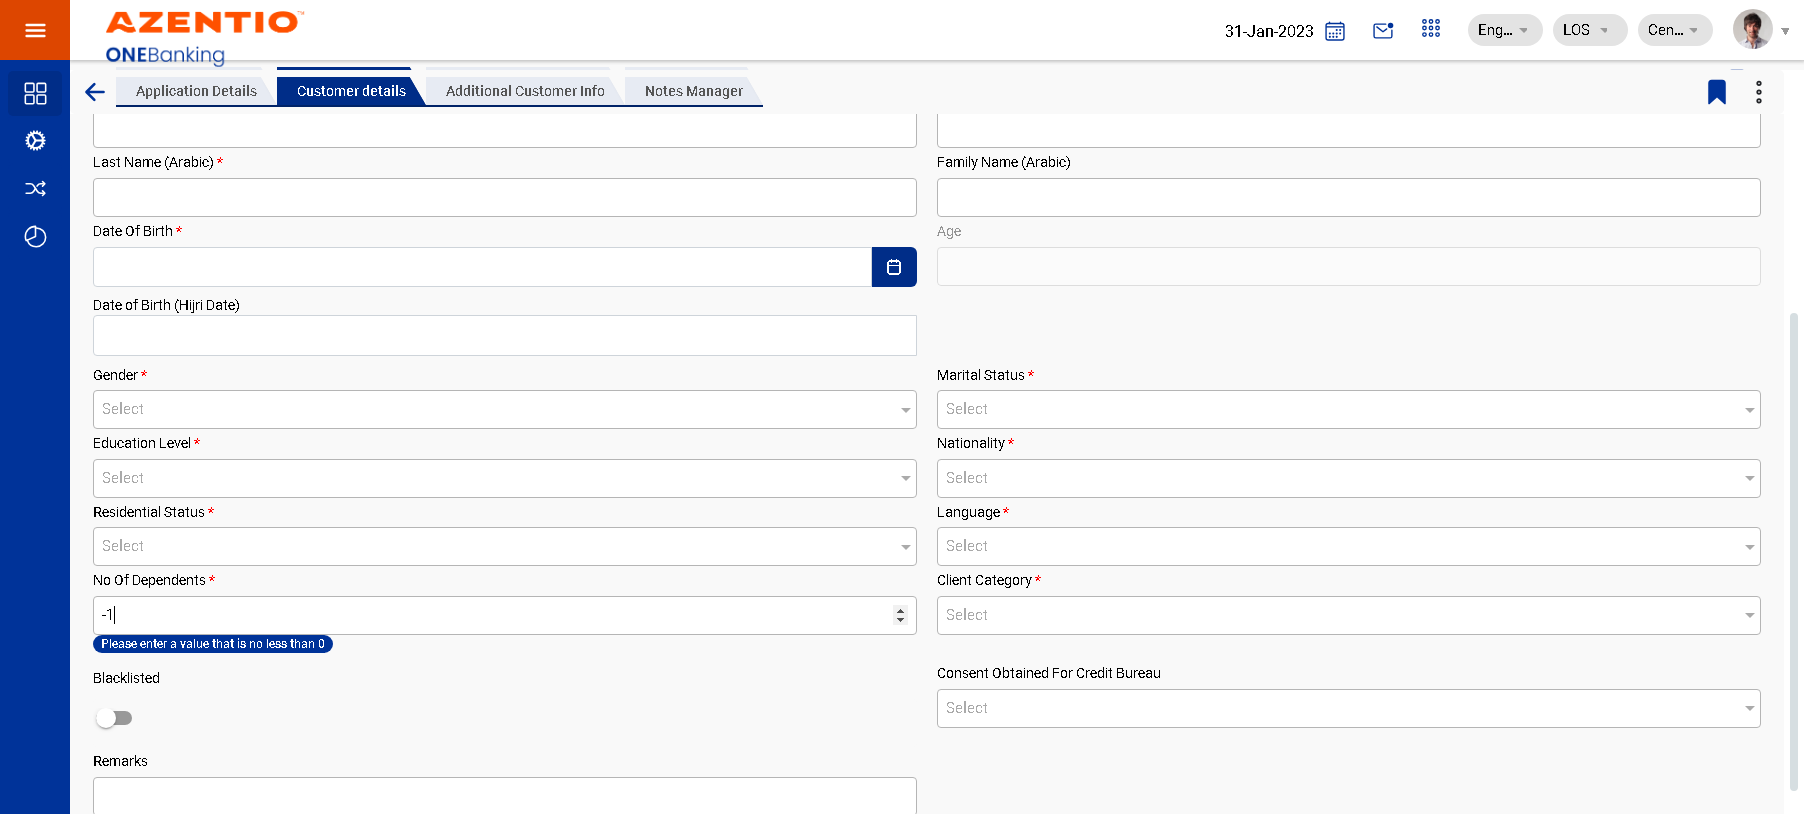 AZENTIO™
ONEBanking
31-Jan-2023
Eng...
LOS
Cen...
Application Details
Customer details
Additional Customer Info
Notes Manager
Last Name (Arabic) *
Family Name (Arabic)
Date Of Birth *
Age
Date of Birth (Hijri Date)
Gender *
Marital Status *
Select
Select
Education Level *
Nationality *
Select
Select
Residential Status *
Language *
Select
Select
No Of Dependents *
Client Category *
-1
Select
Please enter a value that is no less than 0
Blacklisted
Consent Obtained For Credit Bureau
Select
Remarks